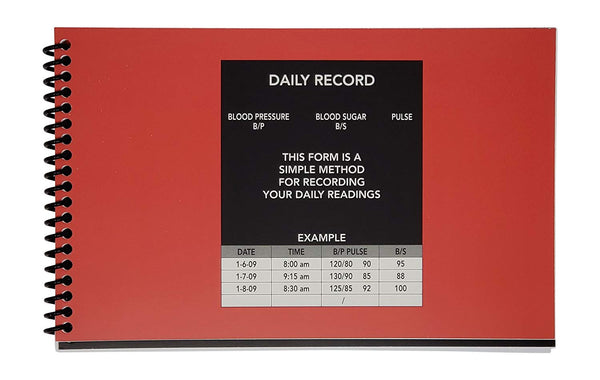 DAILY RECORD
BLOOD PRESSURE BLOOD SUGAR PULSE
B/P B/S
THIS FORM IS A
SIMPLE METHOD
FOR RECORDING
YOUR DAILY READINGS
EXAMPLE
DATE TIME B/P PULSE B/S
1-6-09 8:00 am 120/80 90 95
1-7-09 9:15 am 130/90 85 88
1-8-09 8:30 am 125/85 92 100
/